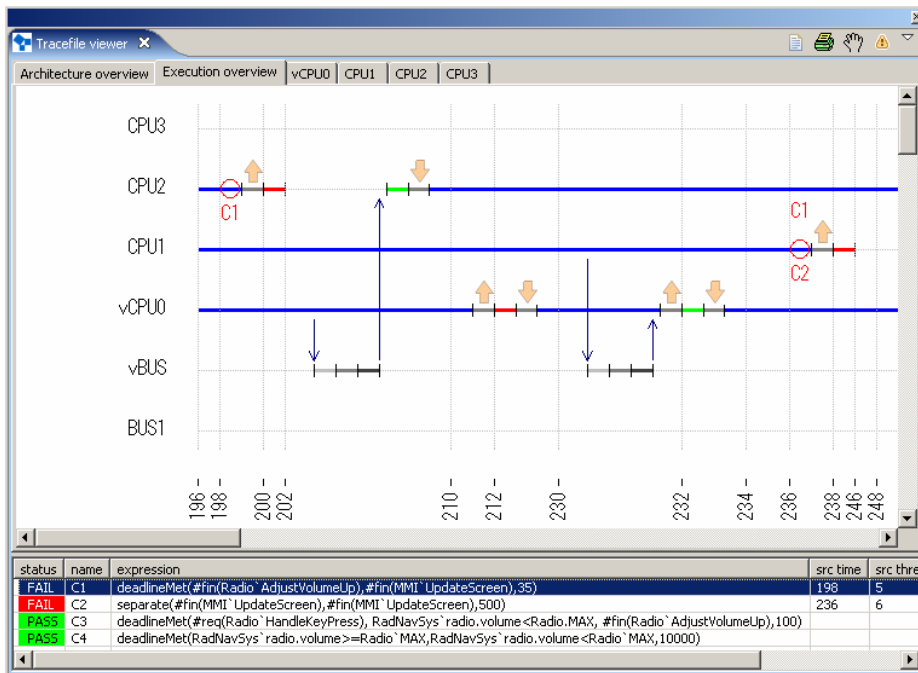 Tracefile viewer
Architecture overview Execution overview vCPU0 CPU1 CPU2 CPU3
CPU3
CPU2
C1
C1
CPU1
C2
vCPU0
vBUS
BUS1
196 198 200 202 210 212 230 232 234 236 238 246 248
status name expression src time src thre
FAIL C1 deadlineMet(#fin(Radio`AdjustVolumeUp),#fin(MMI`UpdateScreen),35) 198 5
FAIL C2 separate(#fin(MMI`UpdateScreen),#fin(MMI`UpdateScreen),500) 236 6
PASS C3 deadlineMet(#req(Radio`HandleKeyPress), RadNavSys`radio.volume<Radio.MAX, #fin(Radio`AdjustVolumeUp),100)
PASS C4 deadlineMet(RadNavSys`radio.volume>=Radio`MAX,RadNavSys`radio.volume<Radio`MAX,10000)